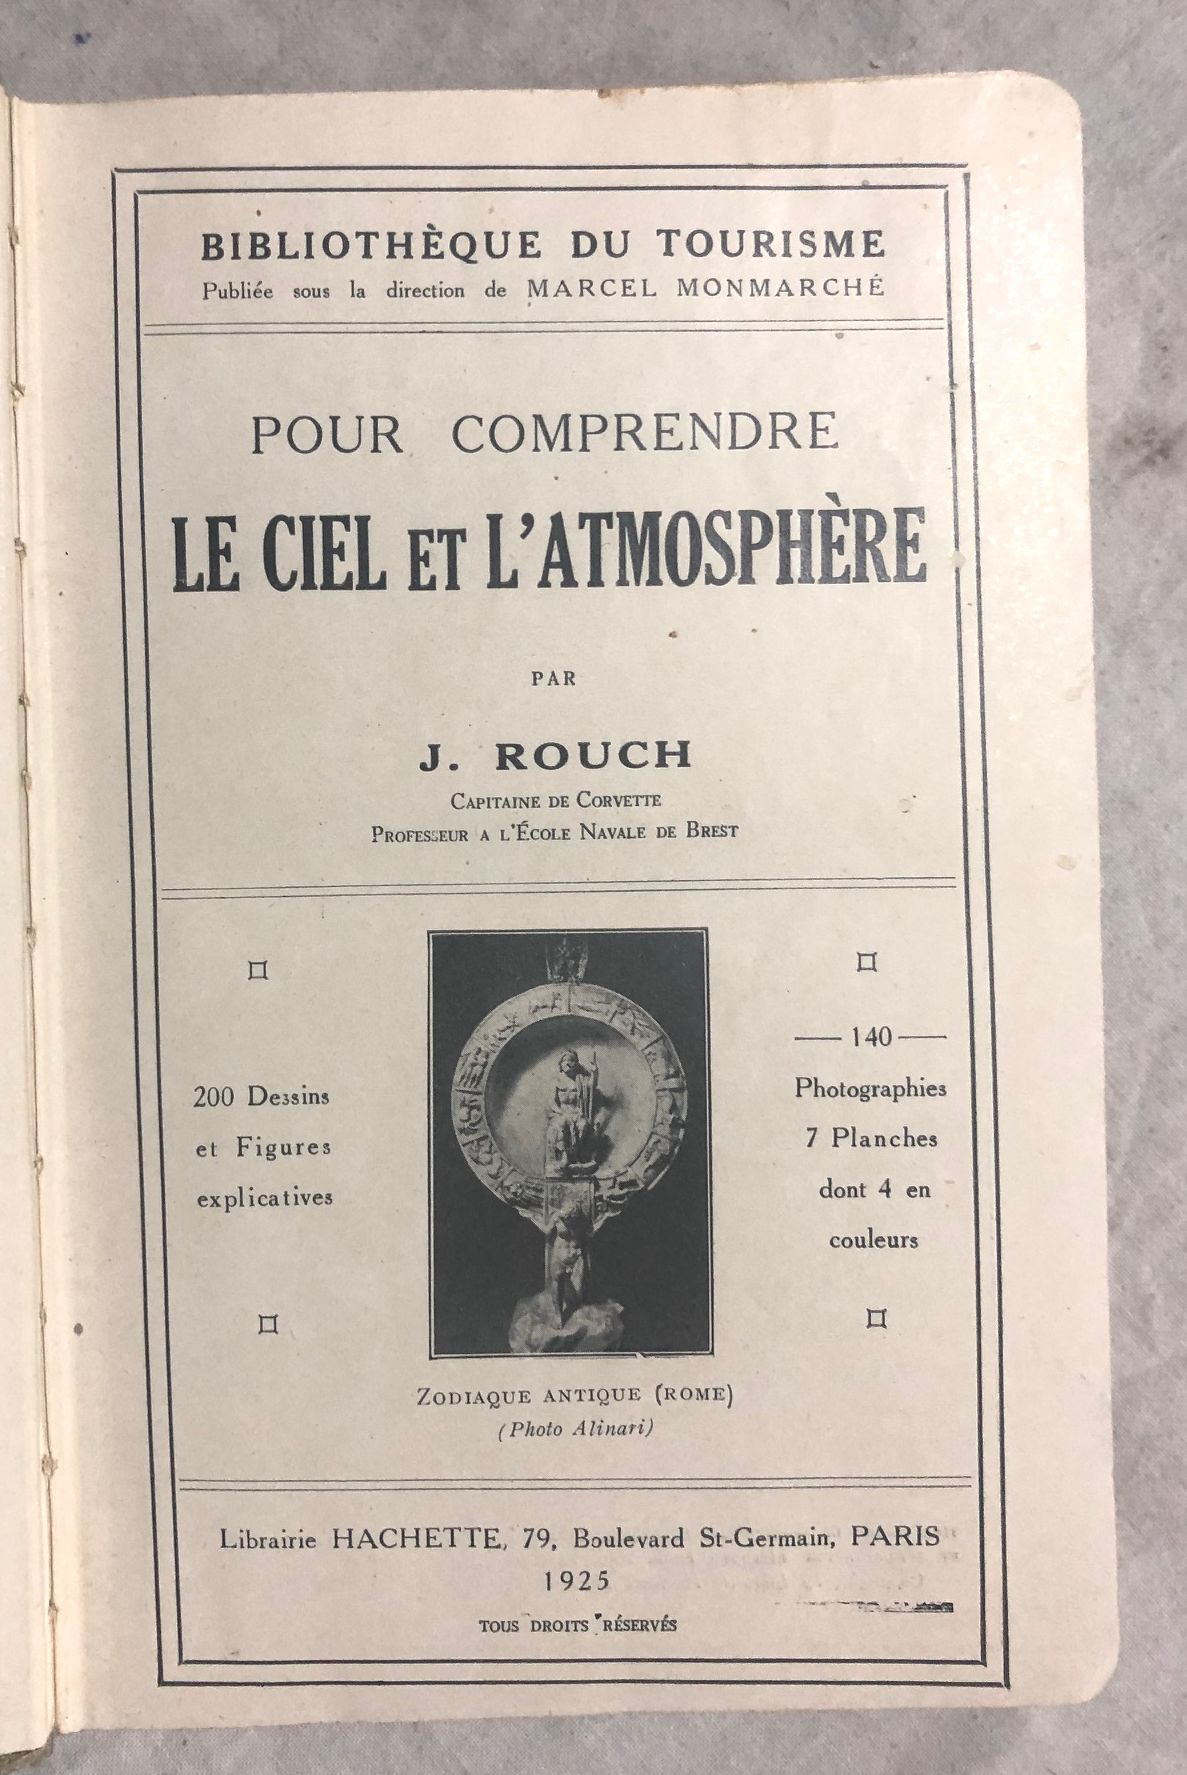 BIBLIOTHÈQUE DU TOURISME
Publiée sous la direction de MARCEL MONMARCHÉ
POUR COMPRENDRE
LE CIEL ET L'ATMOSPHÈRE
PAR
J. ROUCH
CAPITAINE DE CORVETTE
PROFESSEUR A L'ÉCOLE NAVALE DE BREST
200 Dessins
et Figures
explicatives
— 140 —
Photographies
7 Planches
dont 4 en
couleurs
ZODIAQUE ANTIQUE (ROME)
(Photo Alinari)
Librairie HACHETTE, 79, Boulevard St-Germain, PARIS
1925
TOUS DROITS RÉSERVÉS